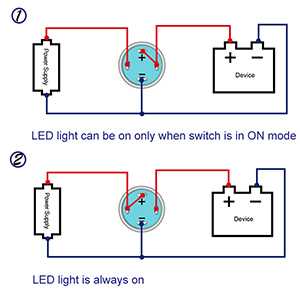 1
Power Supply
+
−
+ −
Device
LED light can be on only when switch is in ON mode
2
Power Supply
+
−
+ −
Device
LED light is always on